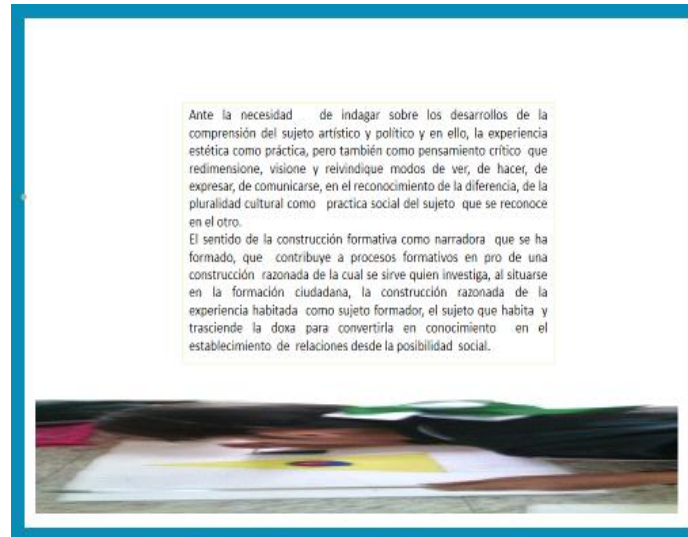 Ante la necesidad de indagar sobre los desarrollos de la
comprensión del sujeto artístico y político y en ello, la experiencia
estética como práctica, pero también como pensamiento crítico que
redimensione, visione y reivindique modos de ver, de hacer, de
expresar, de comunicarse, en el reconocimiento de la diferencia, de la
pluralidad cultural como practica social del sujeto que se reconoce
en el otro.
El sentido de la construcción formativa como narradora que se ha
formado, que contribuye a procesos formativos en pro de una
construcción razonada de la cual se sirve quien investiga, al situarse
en la formación ciudadana, la construcción razonada de la
experiencia habitada como sujeto formador, el sujeto que habita y
trasciende la doxa para convertirla en conocimiento en el
establecimiento de relaciones desde la posibilidad social.